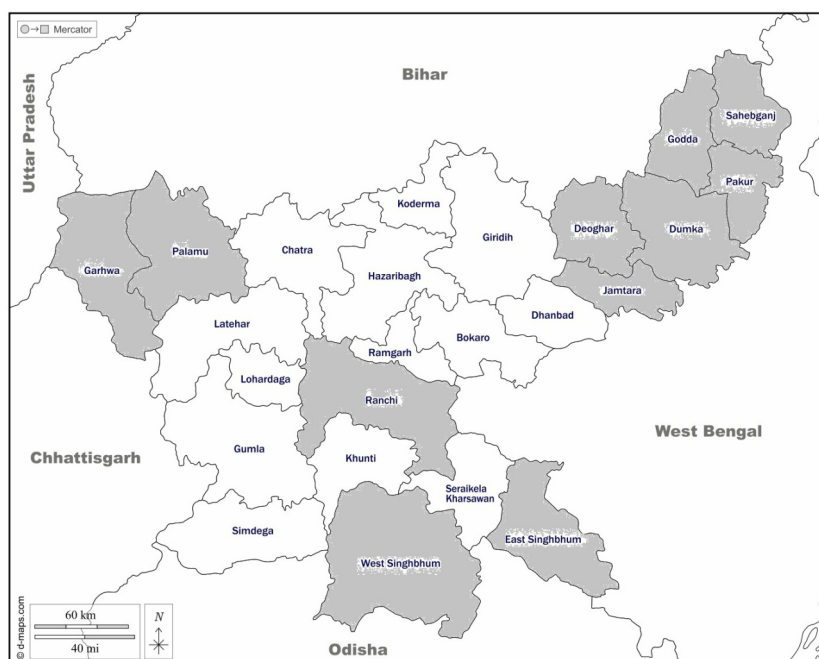 Mercator
Bihar
Uttar Pradesh
Sahebganj
Godda
Pakur
Koderma
Deoghar
Dumka
Giridih
Palamu
Chatra
Garhwa
Hazaribagh
Jamtara
Dhanbad
Latehar
Bokaro
Ramgarh
Lohardaga
Ranchi
West Bengal
Gumla
Chhattisgarh
Khunti
Seraikela
Kharsawan
Simdega
East Singhbhum
West Singhbhum
60 km
40 mi
N
Odisha
© d-maps.com